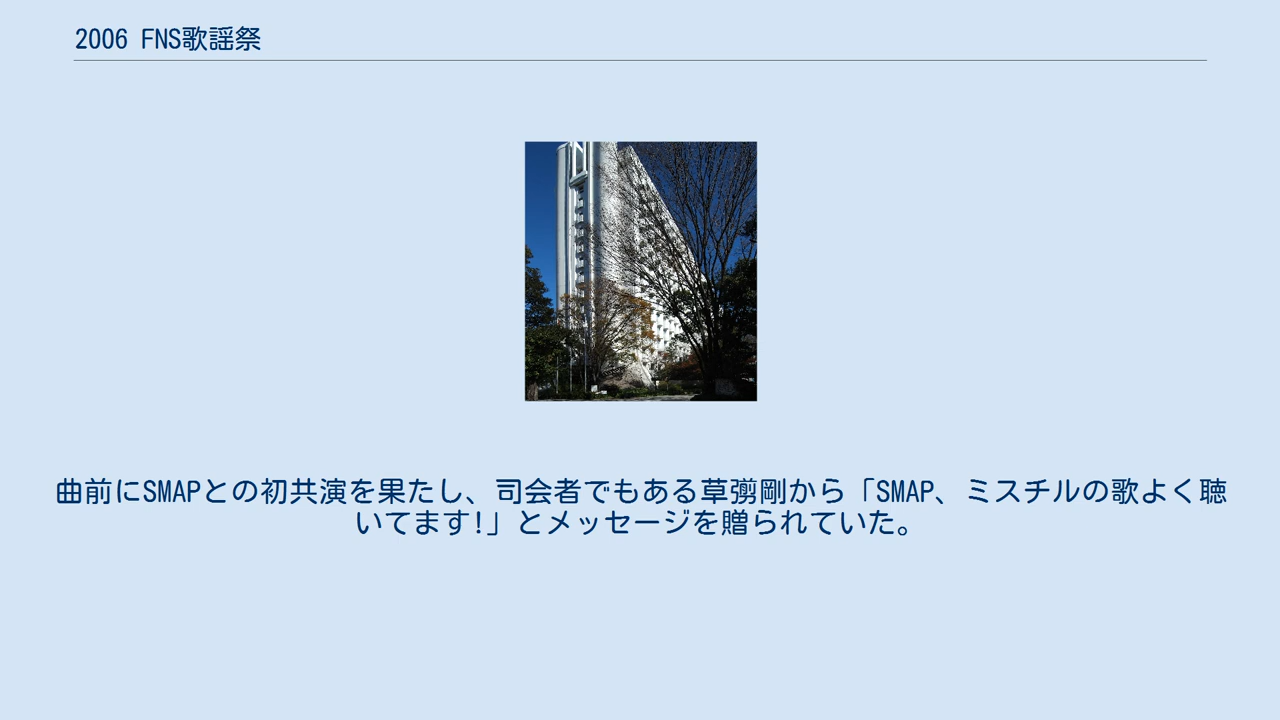 2006 FNS歌謡祭
曲前にSMAPとの初共演を果たし、司会者でもある草彅剛から「SMAP、ミスチルの歌よく聴
いてます!」とメッセージを贈られていた。